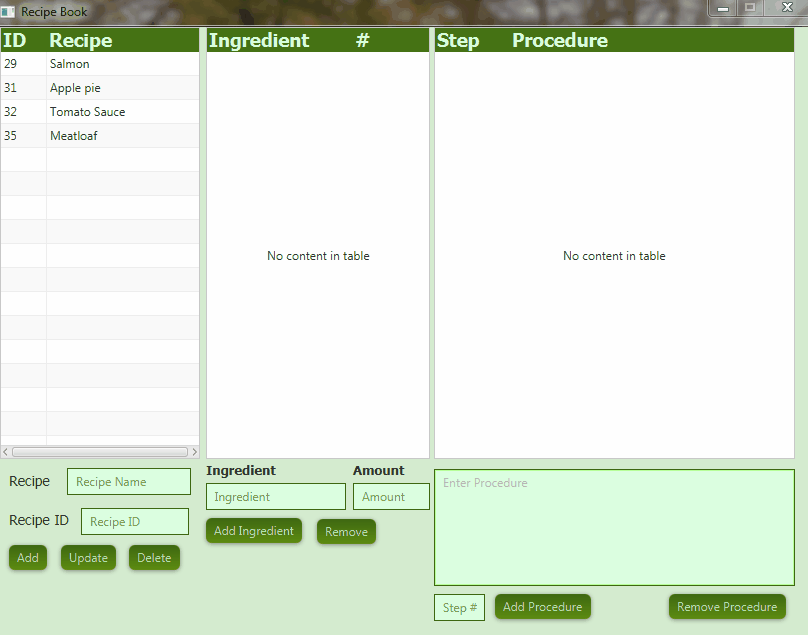 Recipe Book
ID Recipe Ingredient # Step Procedure
29 Salmon
31 Apple pie
32 Tomato Sauce
35 Meatloaf
No content in table No content in table
Ingredient Amount
Recipe Recipe Name Ingredient Amount Enter Procedure
Recipe ID Recipe ID Add Ingredient Remove
Add Update Delete
Step # Add Procedure Remove Procedure